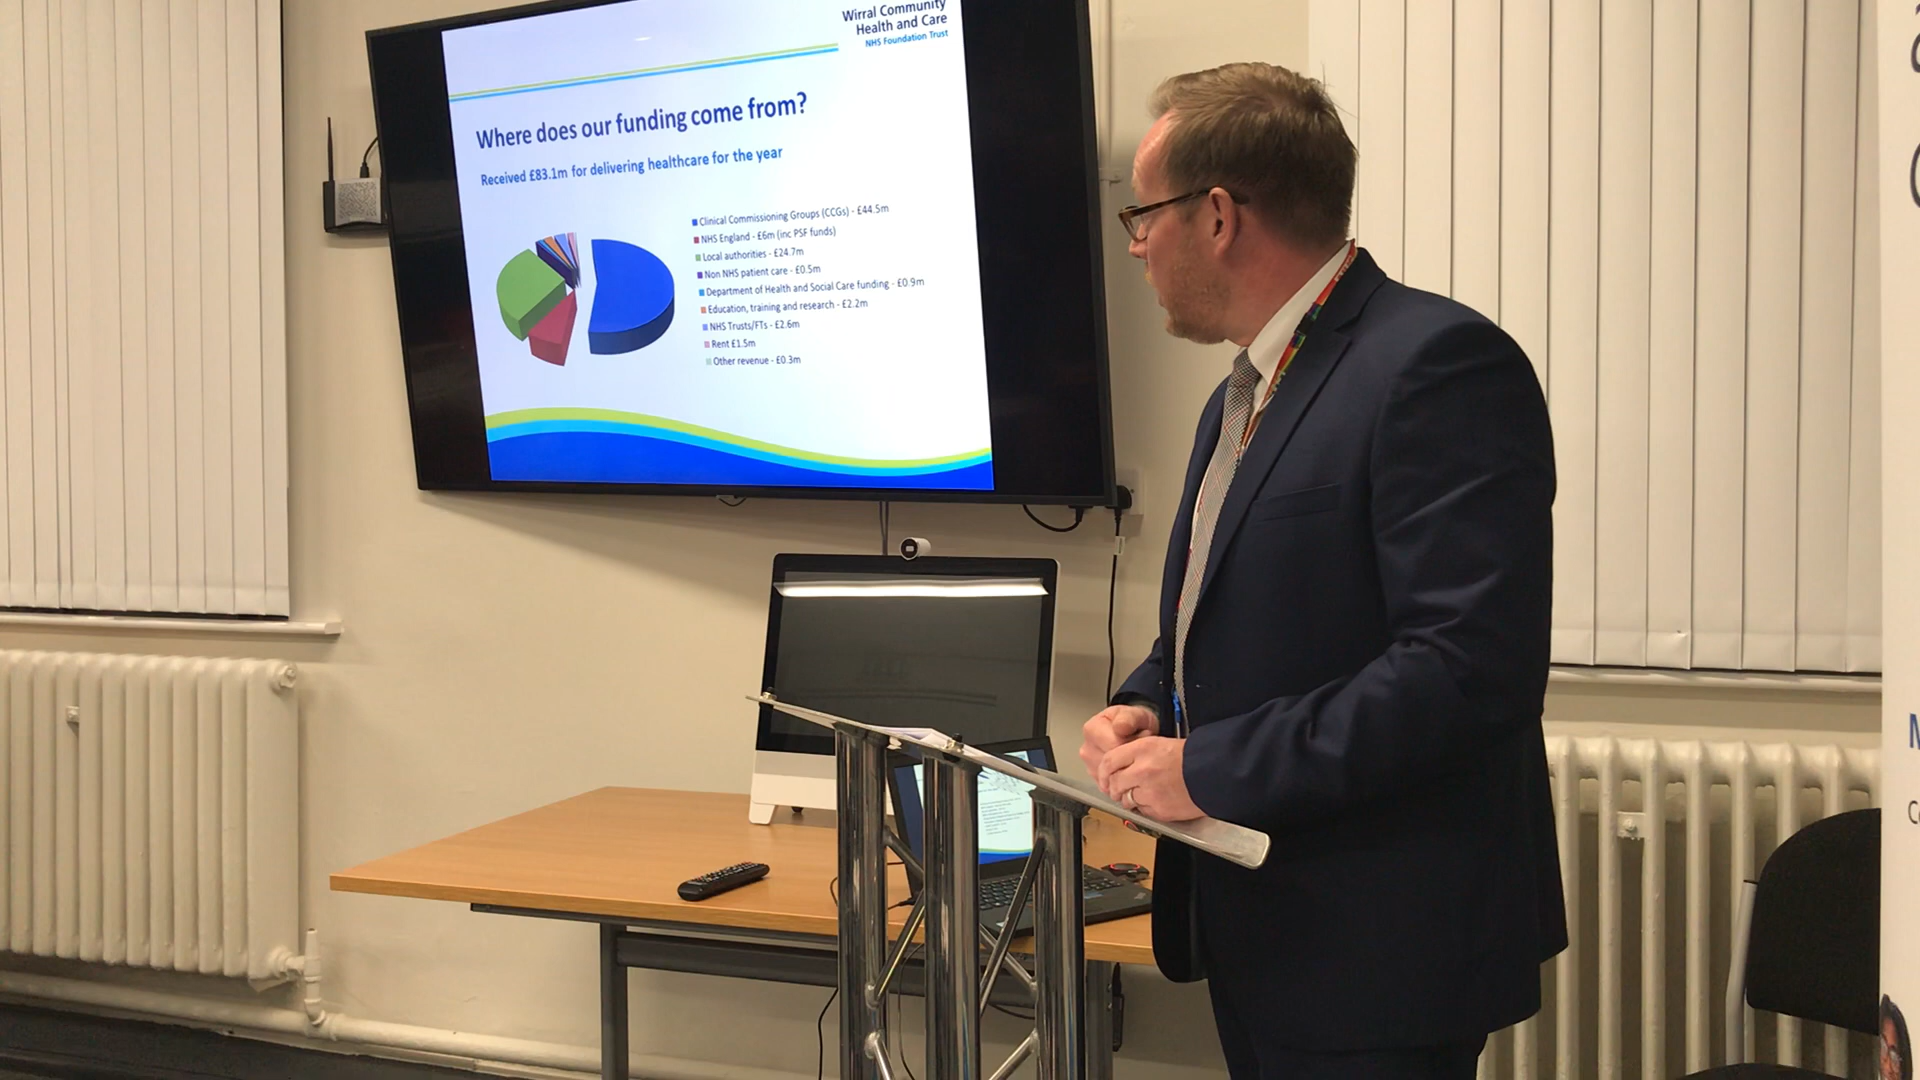 Wirral Community
Health and Care
NHS Foundation Trust
Where does our funding come from?
Received £83.1m for delivering healthcare for the year
Clinical Commissioning Groups (CCGs) - £44.5m
NHS England - £6m (inc PSF funds)
Local authorities - £24.7m
Non NHS patient care - £0.5m
Department of Health and Social Care funding - £0.9m
Education, training and research - £2.2m
NHS Trusts/FTs - £2.6m
Rent £1.5m
Other revenue - £0.3m